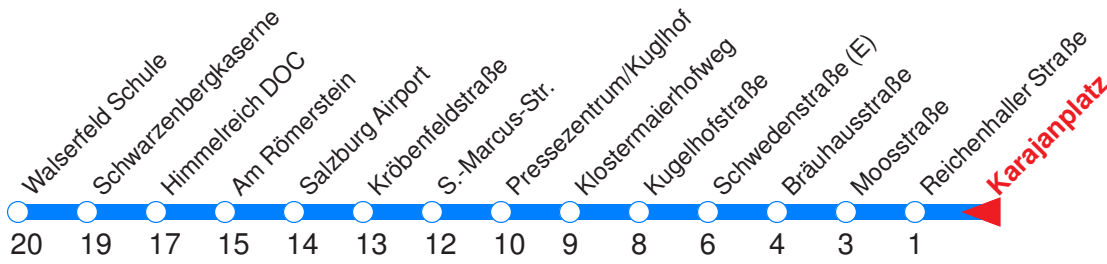 Walserfeld Schule
Schwarzenbergkaserne
Himmelreich DOC
Am Römerstein
Salzburg Airport
Kröbenfeldstraße
S.-Marcus-Str.
Pressezentrum/Kuglhof
Klostermaierhofweg
Kugelhofstraße
Schwedenstraße (E)
Bräuhausstraße
Moosstraße
Reichenhaller Straße
Karajanplatz
20 19 17 15 14 13 12 10 9 8 6 4 3 1